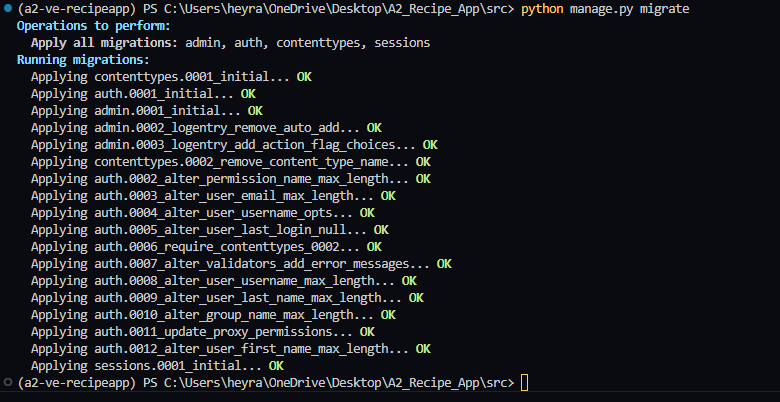 (a2-ve-recipeapp) PS C:\Users\heyra\OneDrive\Desktop\A2_Recipe_App\src> python manage.py migrate
Operations to perform:
  Apply all migrations: admin, auth, contenttypes, sessions
Running migrations:
  Applying contenttypes.0001_initial... OK
  Applying auth.0001_initial... OK
  Applying admin.0001_initial... OK
  Applying admin.0002_logentry_remove_auto_add... OK
  Applying admin.0003_logentry_add_action_flag_choices... OK
  Applying contenttypes.0002_remove_content_type_name... OK
  Applying auth.0002_alter_permission_name_max_length... OK
  Applying auth.0003_alter_user_email_max_length... OK
  Applying auth.0004_alter_user_username_opts... OK
  Applying auth.0005_alter_user_last_login_null... OK
  Applying auth.0006_require_contenttypes_0002... OK
  Applying auth.0007_alter_validators_add_error_messages... OK
  Applying auth.0008_alter_user_username_max_length... OK
  Applying auth.0009_alter_user_last_name_max_length... OK
  Applying auth.0010_alter_group_name_max_length... OK
  Applying auth.0011_update_proxy_permissions... OK
  Applying auth.0012_alter_user_first_name_max_length... OK
  Applying sessions.0001_initial... OK
(a2-ve-recipeapp) PS C:\Users\heyra\OneDrive\Desktop\A2_Recipe_App\src>